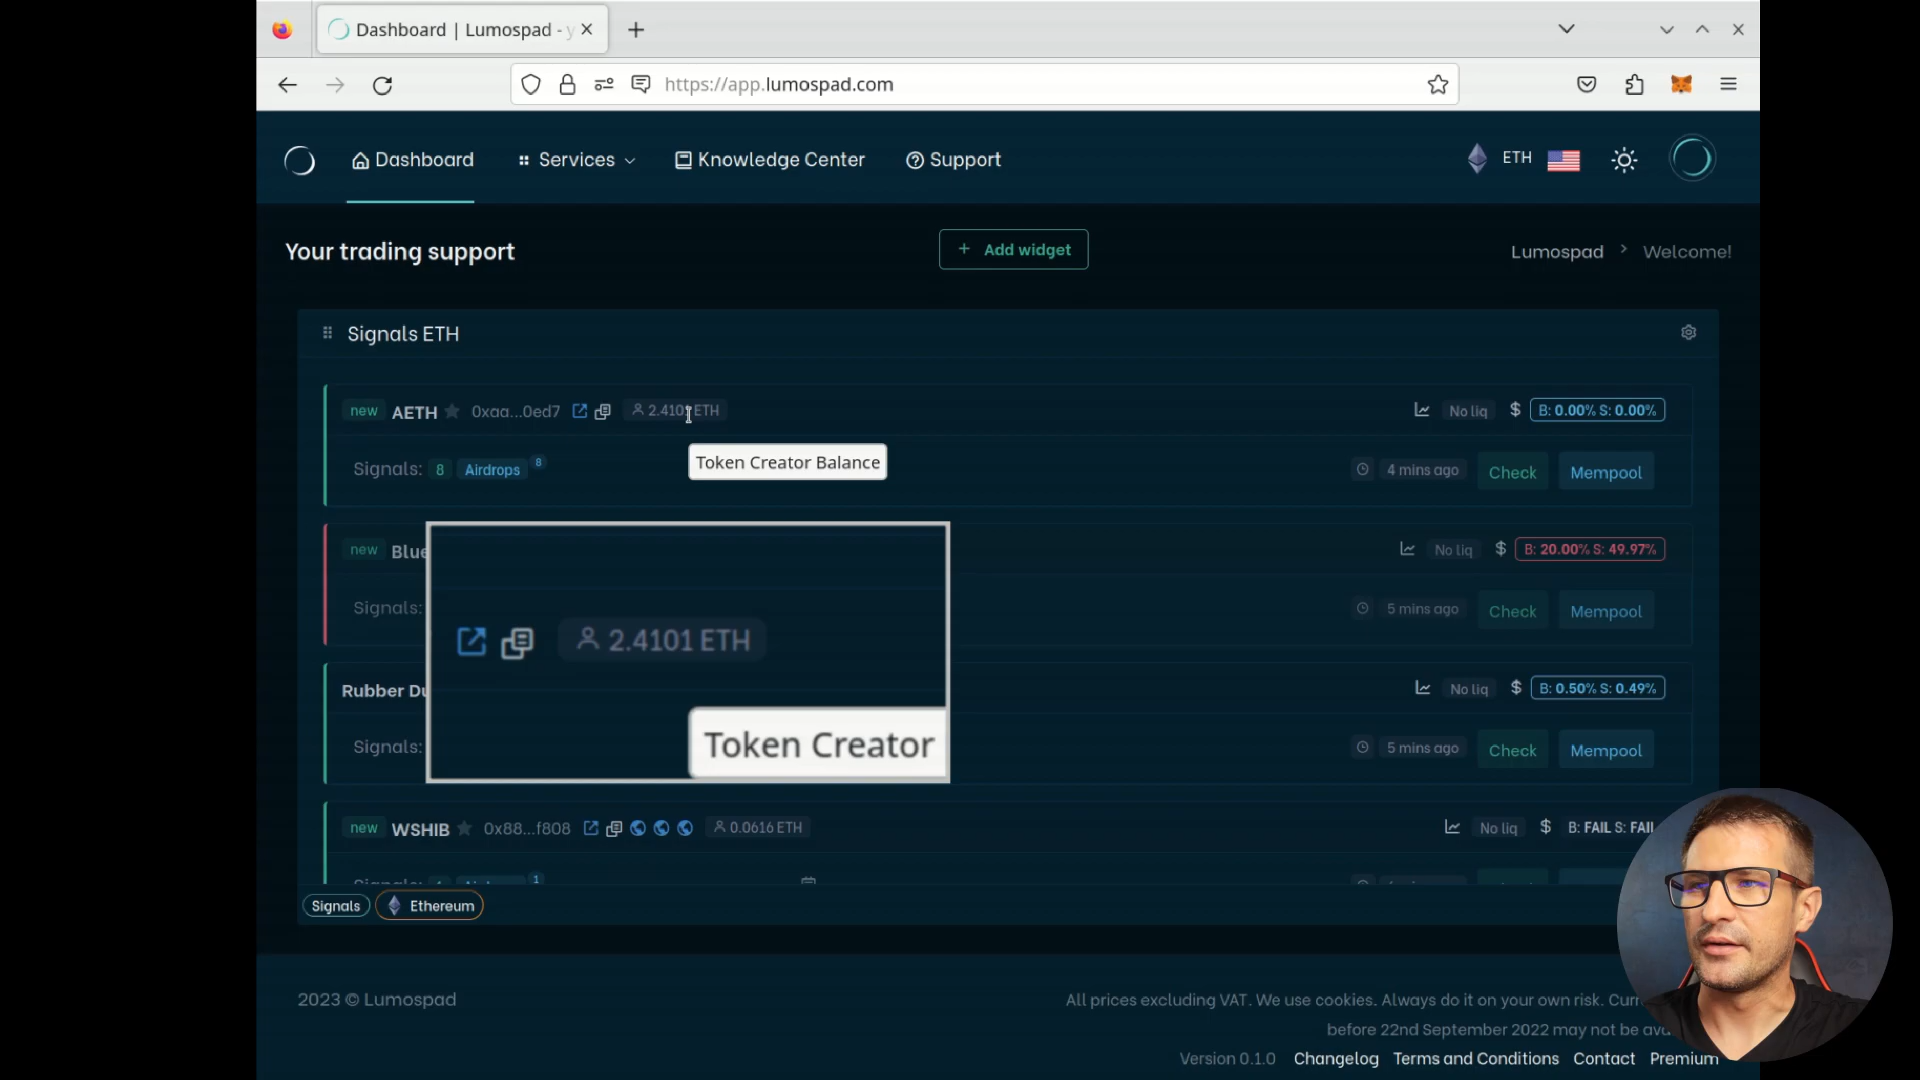 Dashboard | Lumospad - y
https://app.lumospad.com
Dashboard Services Knowledge Center Support ETH
Your trading support + Add widget Lumospad > Welcome!
Signals ETH
new AETH 0xaa...0ed7 2.4101 ETH No liq $ B: 0.00% S: 0.00%
Token Creator Balance
Signals: 8 Airdrops 8 4 mins ago Check Mempool
new Blue No liq $ B: 20.00% S: 49.97%
Signals: 5 mins ago Check Mempool
2.4101 ETH
Token Creator
Rubber Du No liq $ B: 0.50% S: 0.49%
Signals: 5 mins ago Check Mempool
new WSHIB 0x88...f808 0.0616 ETH No liq $ B: FAIL S: FAI
1
Signals Ethereum
2023 © Lumospad
All prices excluding VAT. We use cookies. Always do it on your own risk.
before 22nd September 2022 may not be
Version 0.1.0 Changelog Terms and Conditions Contact Premium